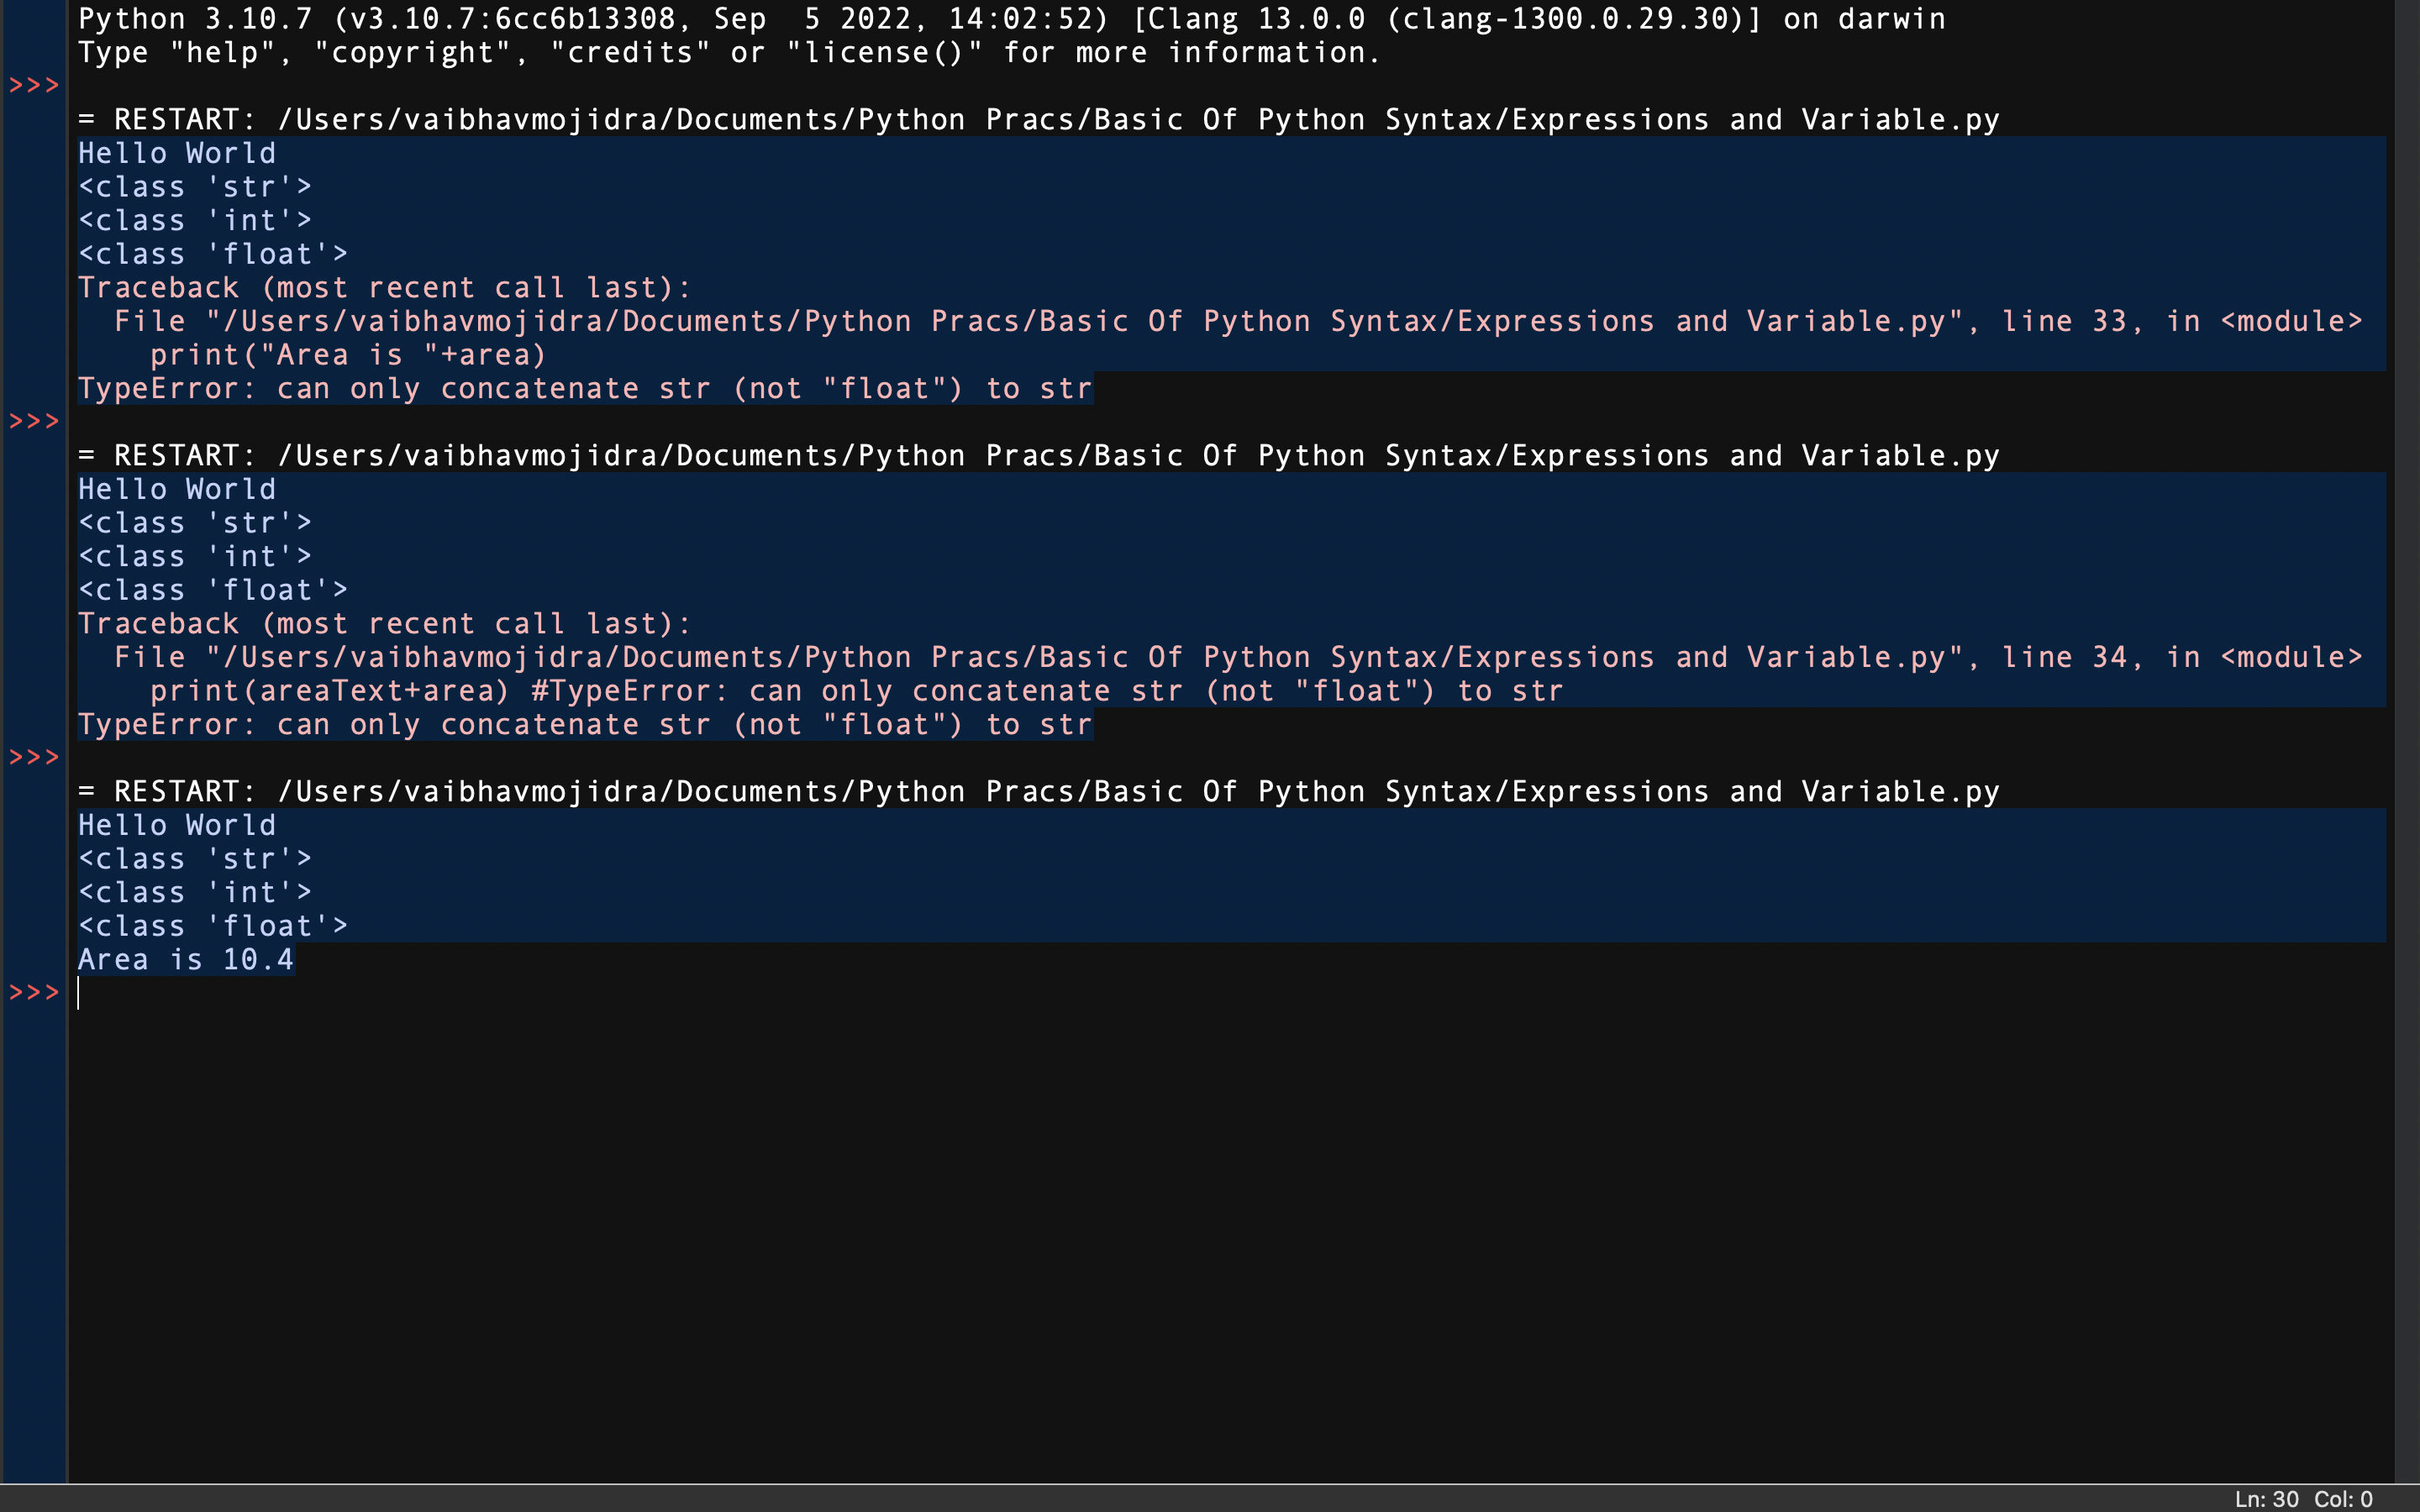 Python 3.10.7 (v3.10.7:6cc6b13308, Sep  5 2022, 14:02:52) [Clang 13.0.0 (clang-1300.0.29.30)] on darwin
Type "help", "copyright", "credits" or "license()" for more information.
>>>
= RESTART: /Users/vaibhavmojidra/Documents/Python Pracs/Basic Of Python Syntax/Expressions and Variable.py
Hello World
<class 'str'>
<class 'int'>
<class 'float'>
Traceback (most recent call last):
  File "/Users/vaibhavmojidra/Documents/Python Pracs/Basic Of Python Syntax/Expressions and Variable.py", line 33, in <module>
    print("Area is "+area)
TypeError: can only concatenate str (not "float") to str
>>>
= RESTART: /Users/vaibhavmojidra/Documents/Python Pracs/Basic Of Python Syntax/Expressions and Variable.py
Hello World
<class 'str'>
<class 'int'>
<class 'float'>
Traceback (most recent call last):
  File "/Users/vaibhavmojidra/Documents/Python Pracs/Basic Of Python Syntax/Expressions and Variable.py", line 34, in <module>
    print(areaText+area) #TypeError: can only concatenate str (not "float") to str
TypeError: can only concatenate str (not "float") to str
>>>
= RESTART: /Users/vaibhavmojidra/Documents/Python Pracs/Basic Of Python Syntax/Expressions and Variable.py
Hello World
<class 'str'>
<class 'int'>
<class 'float'>
Area is 10.4
>>>
Ln: 30 Col: 0